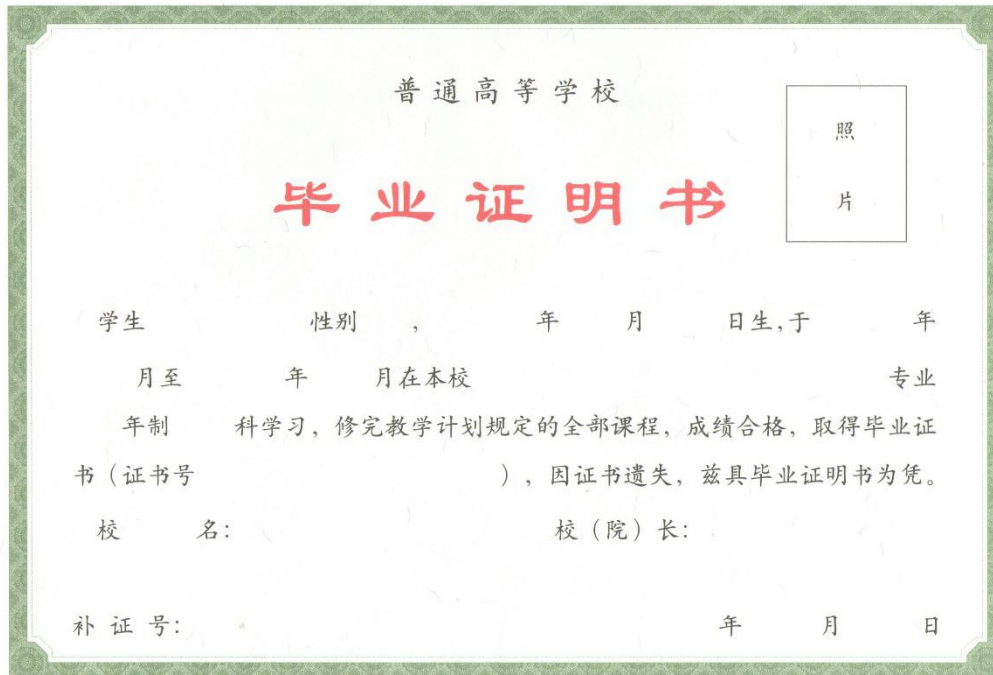 普通高等学校
照
片
毕业证明书
学生 性别 , 年 月 日生,于 年
月至 年 月在本校 专业
年制 科学习，修完教学计划规定的全部课程，成绩合格，取得毕业证
书（证书号 ），因证书遗失，兹具毕业证明书为凭。
校 名： 校（院）长：
补 证 号： 年 月 日